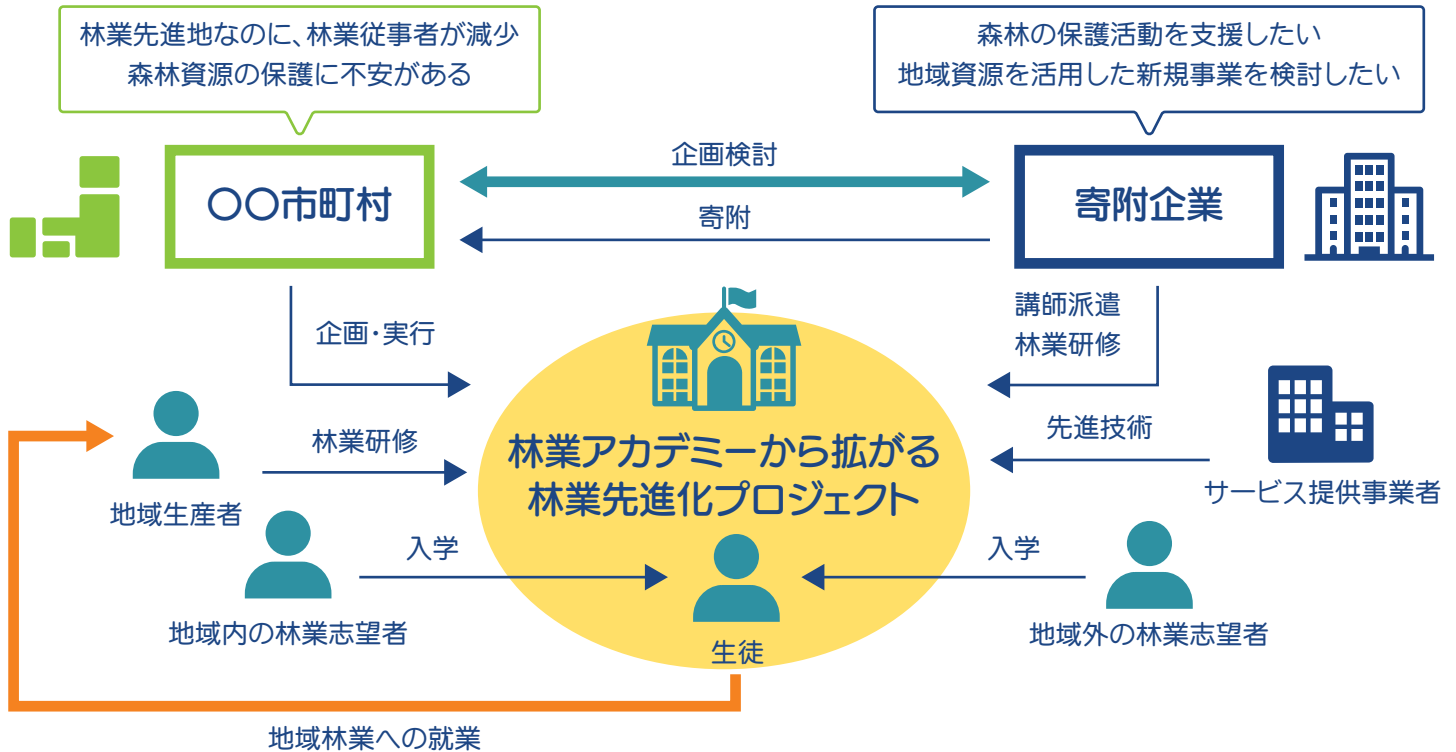 林業先進地なのに、林業従事者が減少
森林資源の保護に不安がある
森林の保護活動を支援したい
地域資源を活用した新規事業を検討したい
〇〇市町村
企画検討
寄附
寄附企業
企画・実行
講師派遣
林業研修
林業研修
先進技術
地域生産者
林業アカデミーから拡がる
林業先進化プロジェクト
サービス提供事業者
入学
入学
地域内の林業志望者
生徒
地域外の林業志望者
地域林業への就業